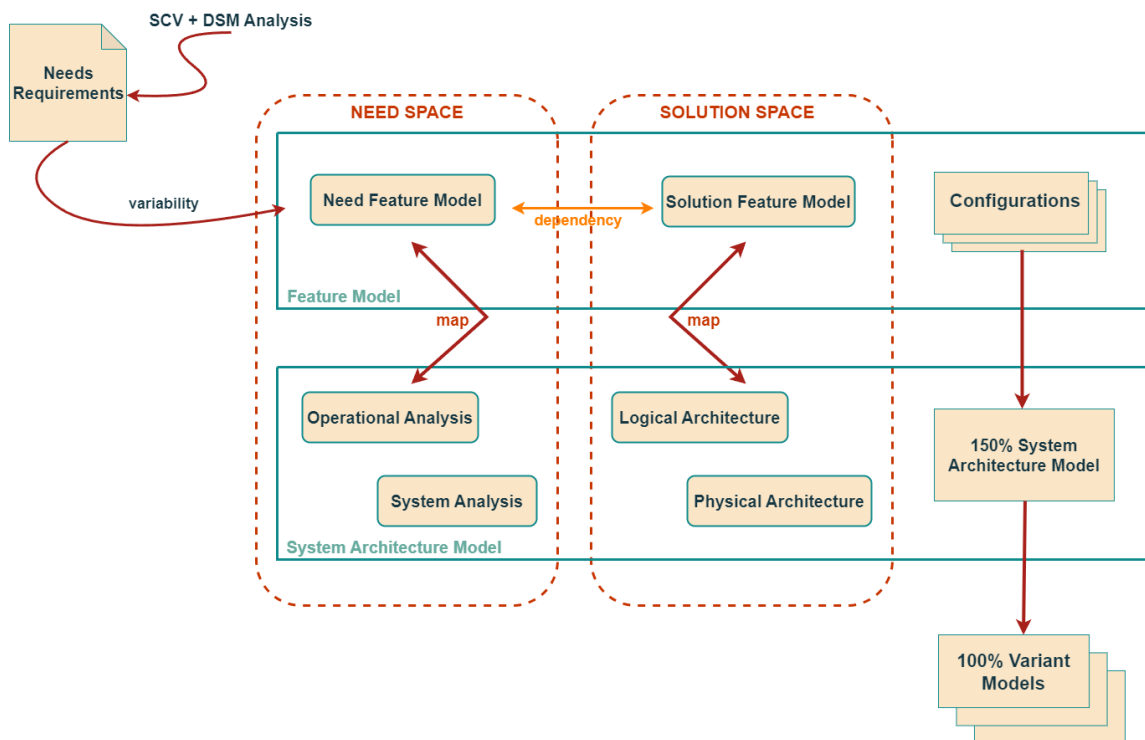 SCV + DSM Analysis
Needs
Requirements
NEED SPACE
SOLUTION SPACE
variability
Need Feature Model
dependency
Solution Feature Model
Configurations
Feature Model
map
map
Operational Analysis
Logical Architecture
150% System
Architecture Model
System Analysis
Physical Architecture
System Architecture Model
100% Variant
Models